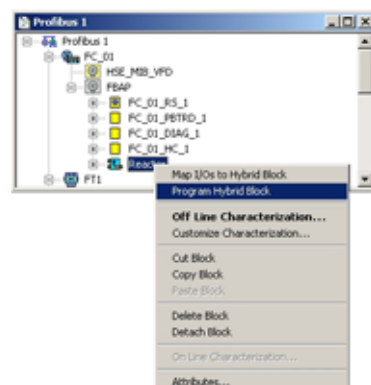 Profibus 1
Profibus 1
FC_01
HSE_MIB_VFD
FBAP
FC_01_RS_1
FC_01_PBTRD_1
FC_01_DIAG_1
FC_01_HC_1
Reactor
FT1
Map I/Os to Hybrid Block
Program Hybrid Block
Off Line Characterization...
Customize Characterization...
Cut Block
Copy Block
Paste Block
Delete Block
Detach Block
On Line Characterization...
Attributes...